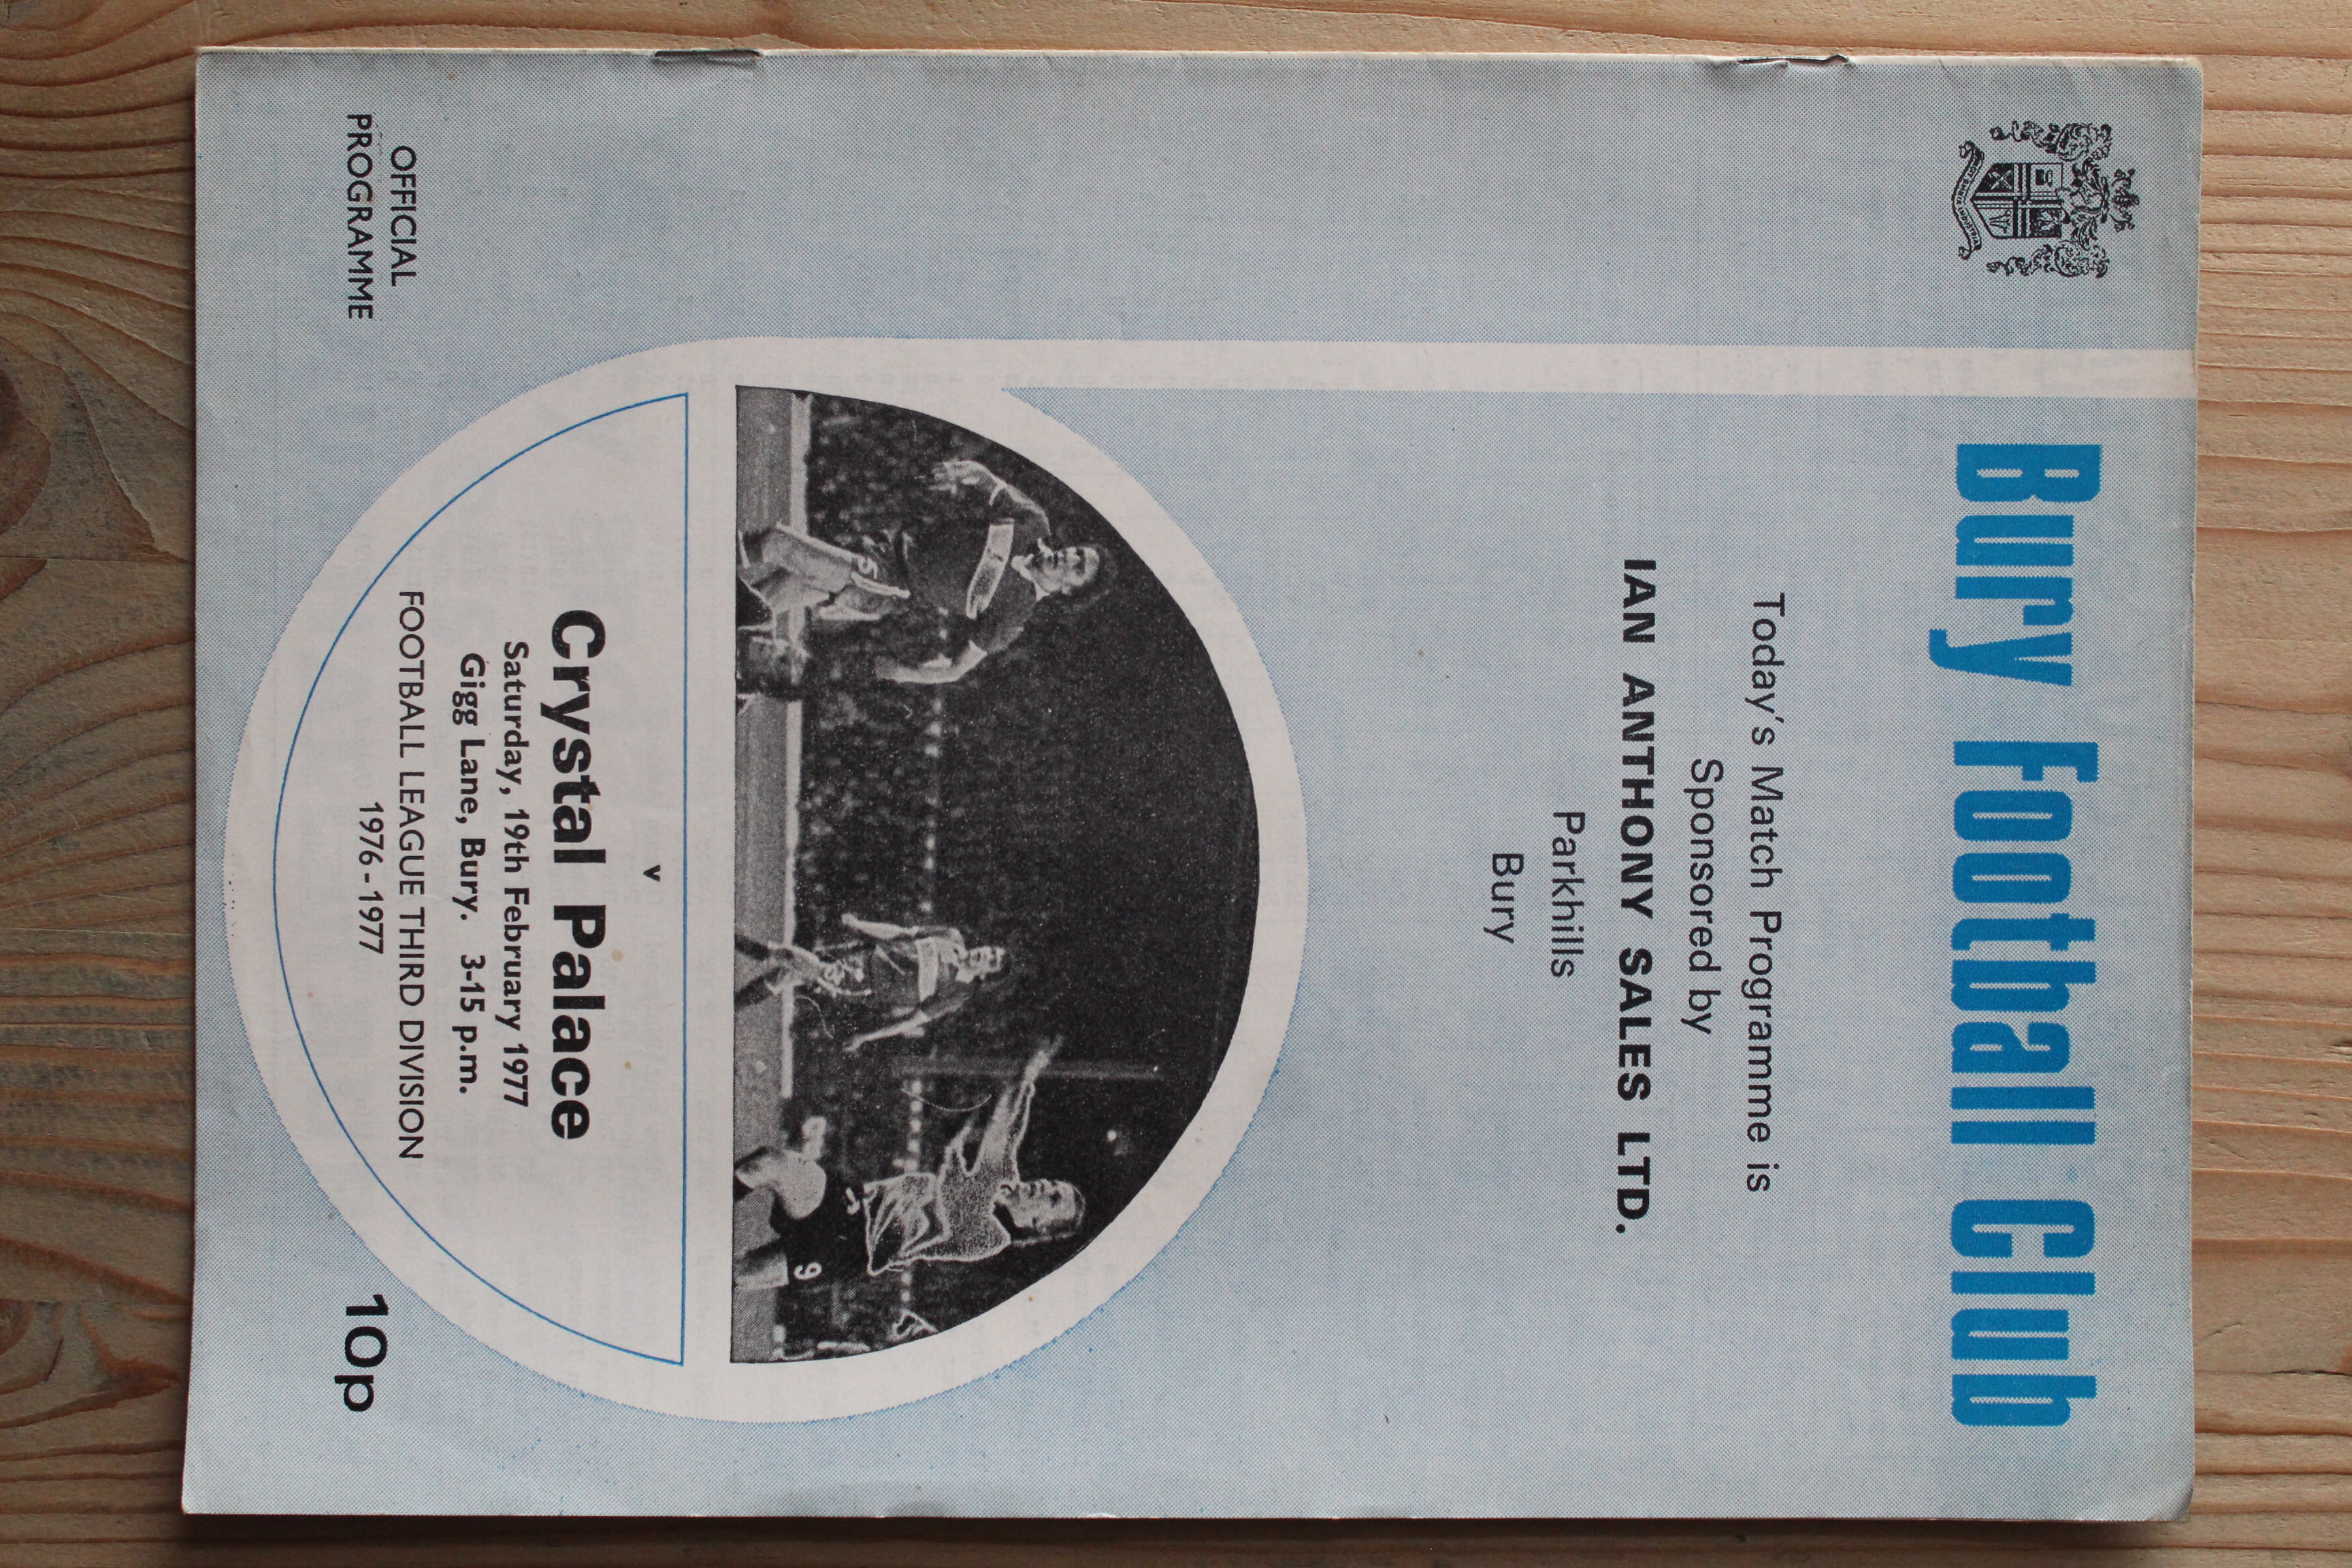 Bury Football Club
Today's Match Programme is
Sponsored by
IAN ANTHONY SALES LTD.
Parkhills
Bury
9
v
Crystal Palace
Saturday, 19th February 1977
Gigg Lane, Bury. 3-15 p.m.
FOOTBALL LEAGUE THIRD DIVISION
1976-1977
OFFICIAL
PROGRAMME
10p